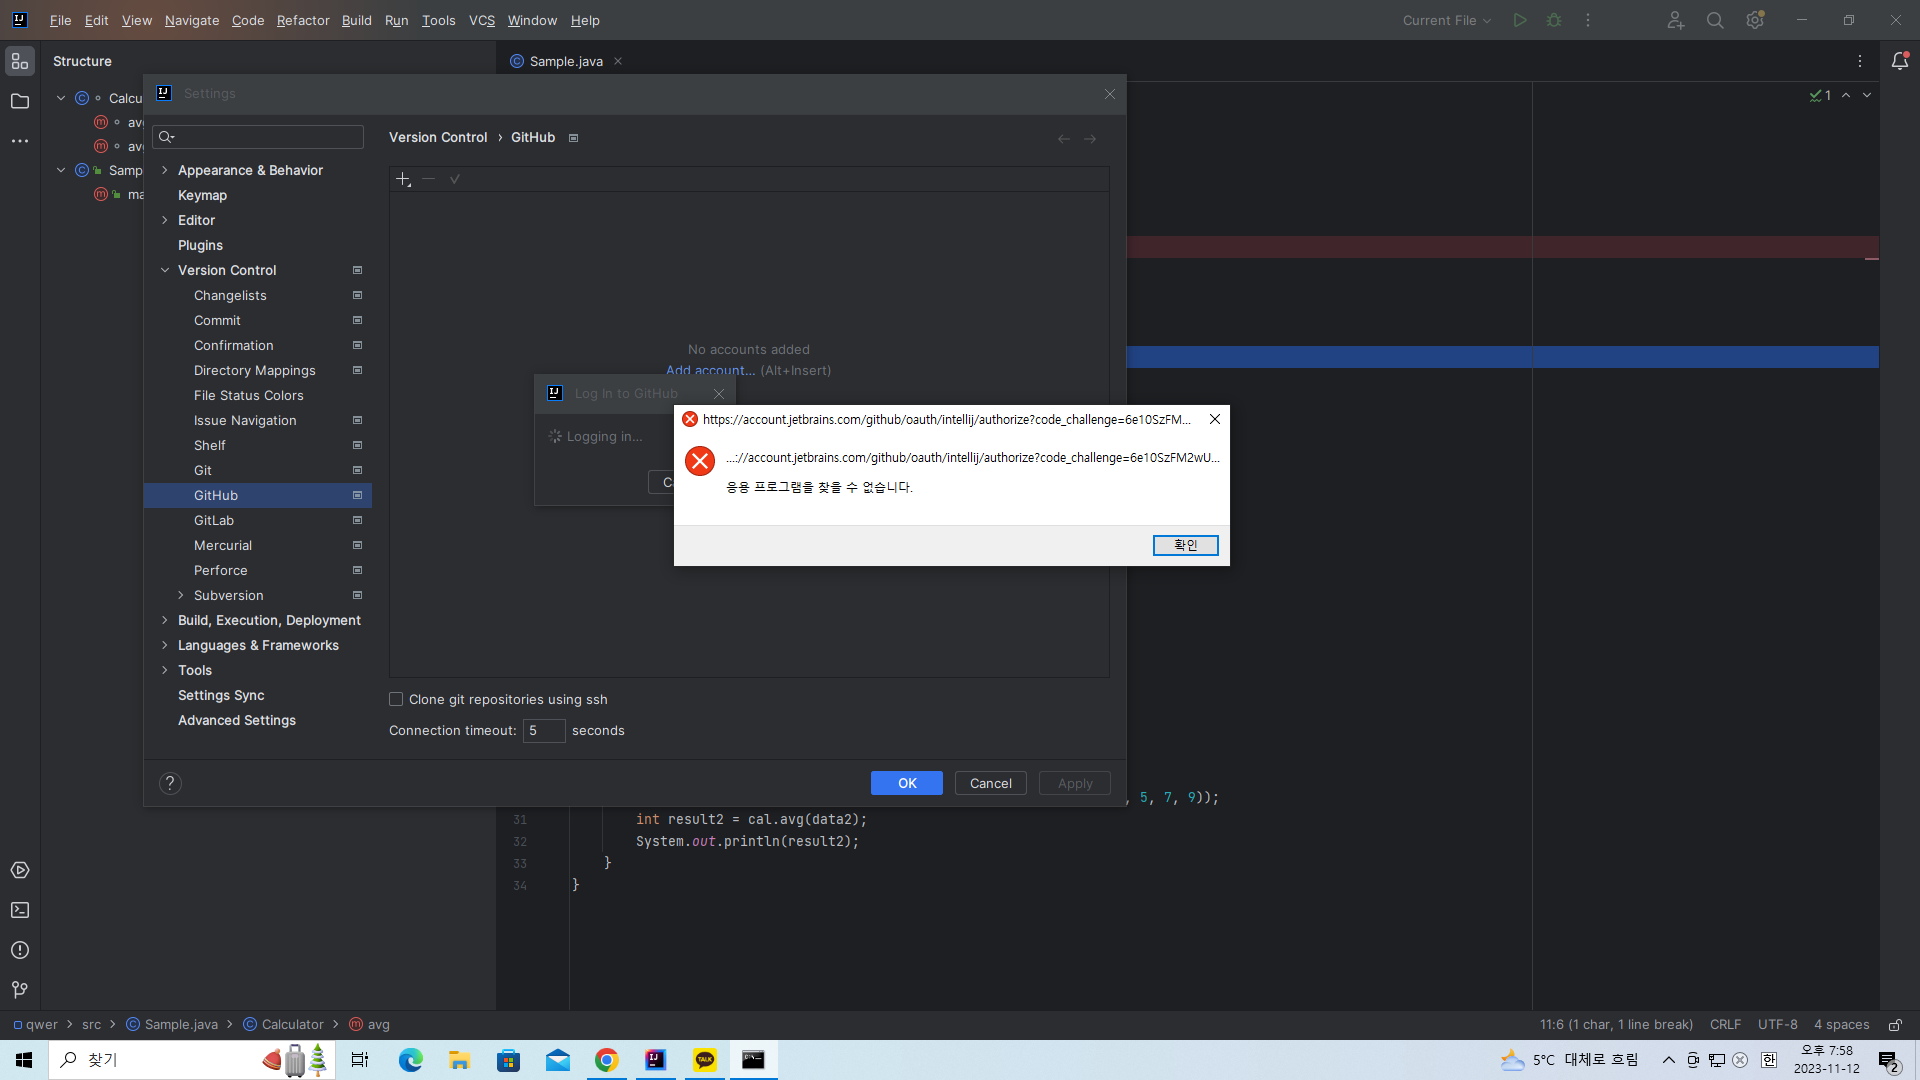 File Edit View Navigate Code Refactor Build Run Tools VCS Window Help
Current File
Structure
Sample.java
Settings
Version Control › GitHub
1
Appearance & Behavior
Keymap
Editor
Plugins
Version Control
Changelists
Commit
Confirmation
Directory Mappings
File Status Colors
Issue Navigation
Shelf
Git
GitHub
GitLab
Mercurial
Perforce
Subversion
Build, Execution, Deployment
Languages & Frameworks
Tools
Settings Sync
Advanced Settings
No accounts added
Add account... (Alt+Insert)
Log In to GitHub
Logging in...
https://account.jetbrains.com/github/oauth/intellij/authorize?code_challenge=6e10SzFM...
...://account.jetbrains.com/github/oauth/intellij/authorize?code_challenge=6e10SzFM2wU...
응용 프로그램을 찾을 수 없습니다.
확인
Clone git repositories using ssh
Connection timeout: 5 seconds
? OK Cancel Apply
, 5, 7, 9));
31 int result2 = cal.avg(data2);
32 System.out.println(result2);
33 }
34 }
qwer > src > Sample.java > Calculator > avg
11:6 (1 char, 1 line break) CRLF UTF-8 4 spaces
찾기
5°C 대체로 흐림
한
오후 7:58
2023-11-12
2